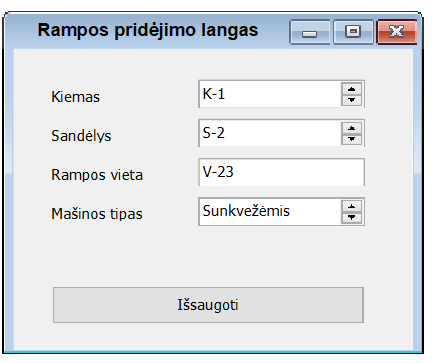 Rampos pridėjimo langas
Kiemas K-1
Sandėlys S-2
Rampos vieta V-23
Mašinos tipas Sunkvežėmis
Išsaugoti